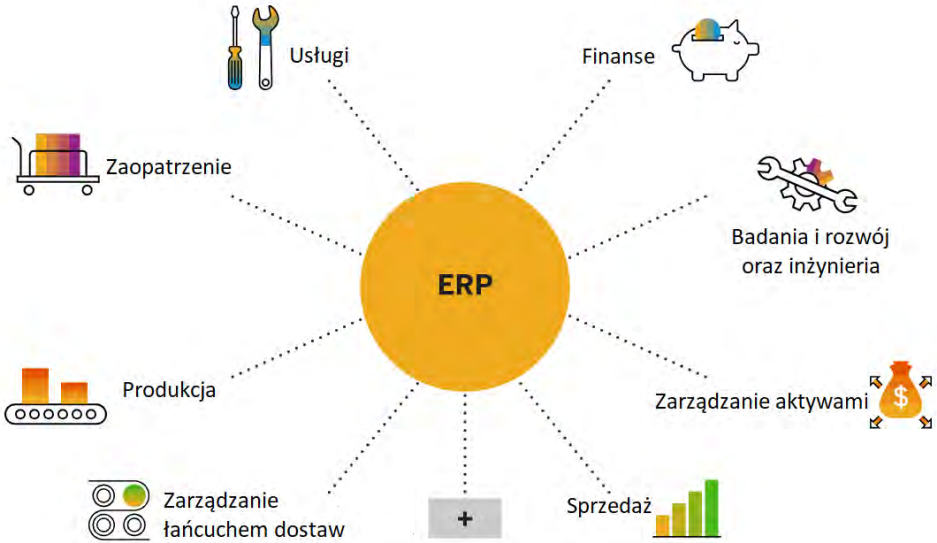 Usługi
Finanse
Zaopatrzenie
Badania i rozwój
oraz inżynieria
ERP
Produkcja
Zarządzanie aktywami
$
Zarządzanie
łańcuchem dostaw
+
Sprzedaż